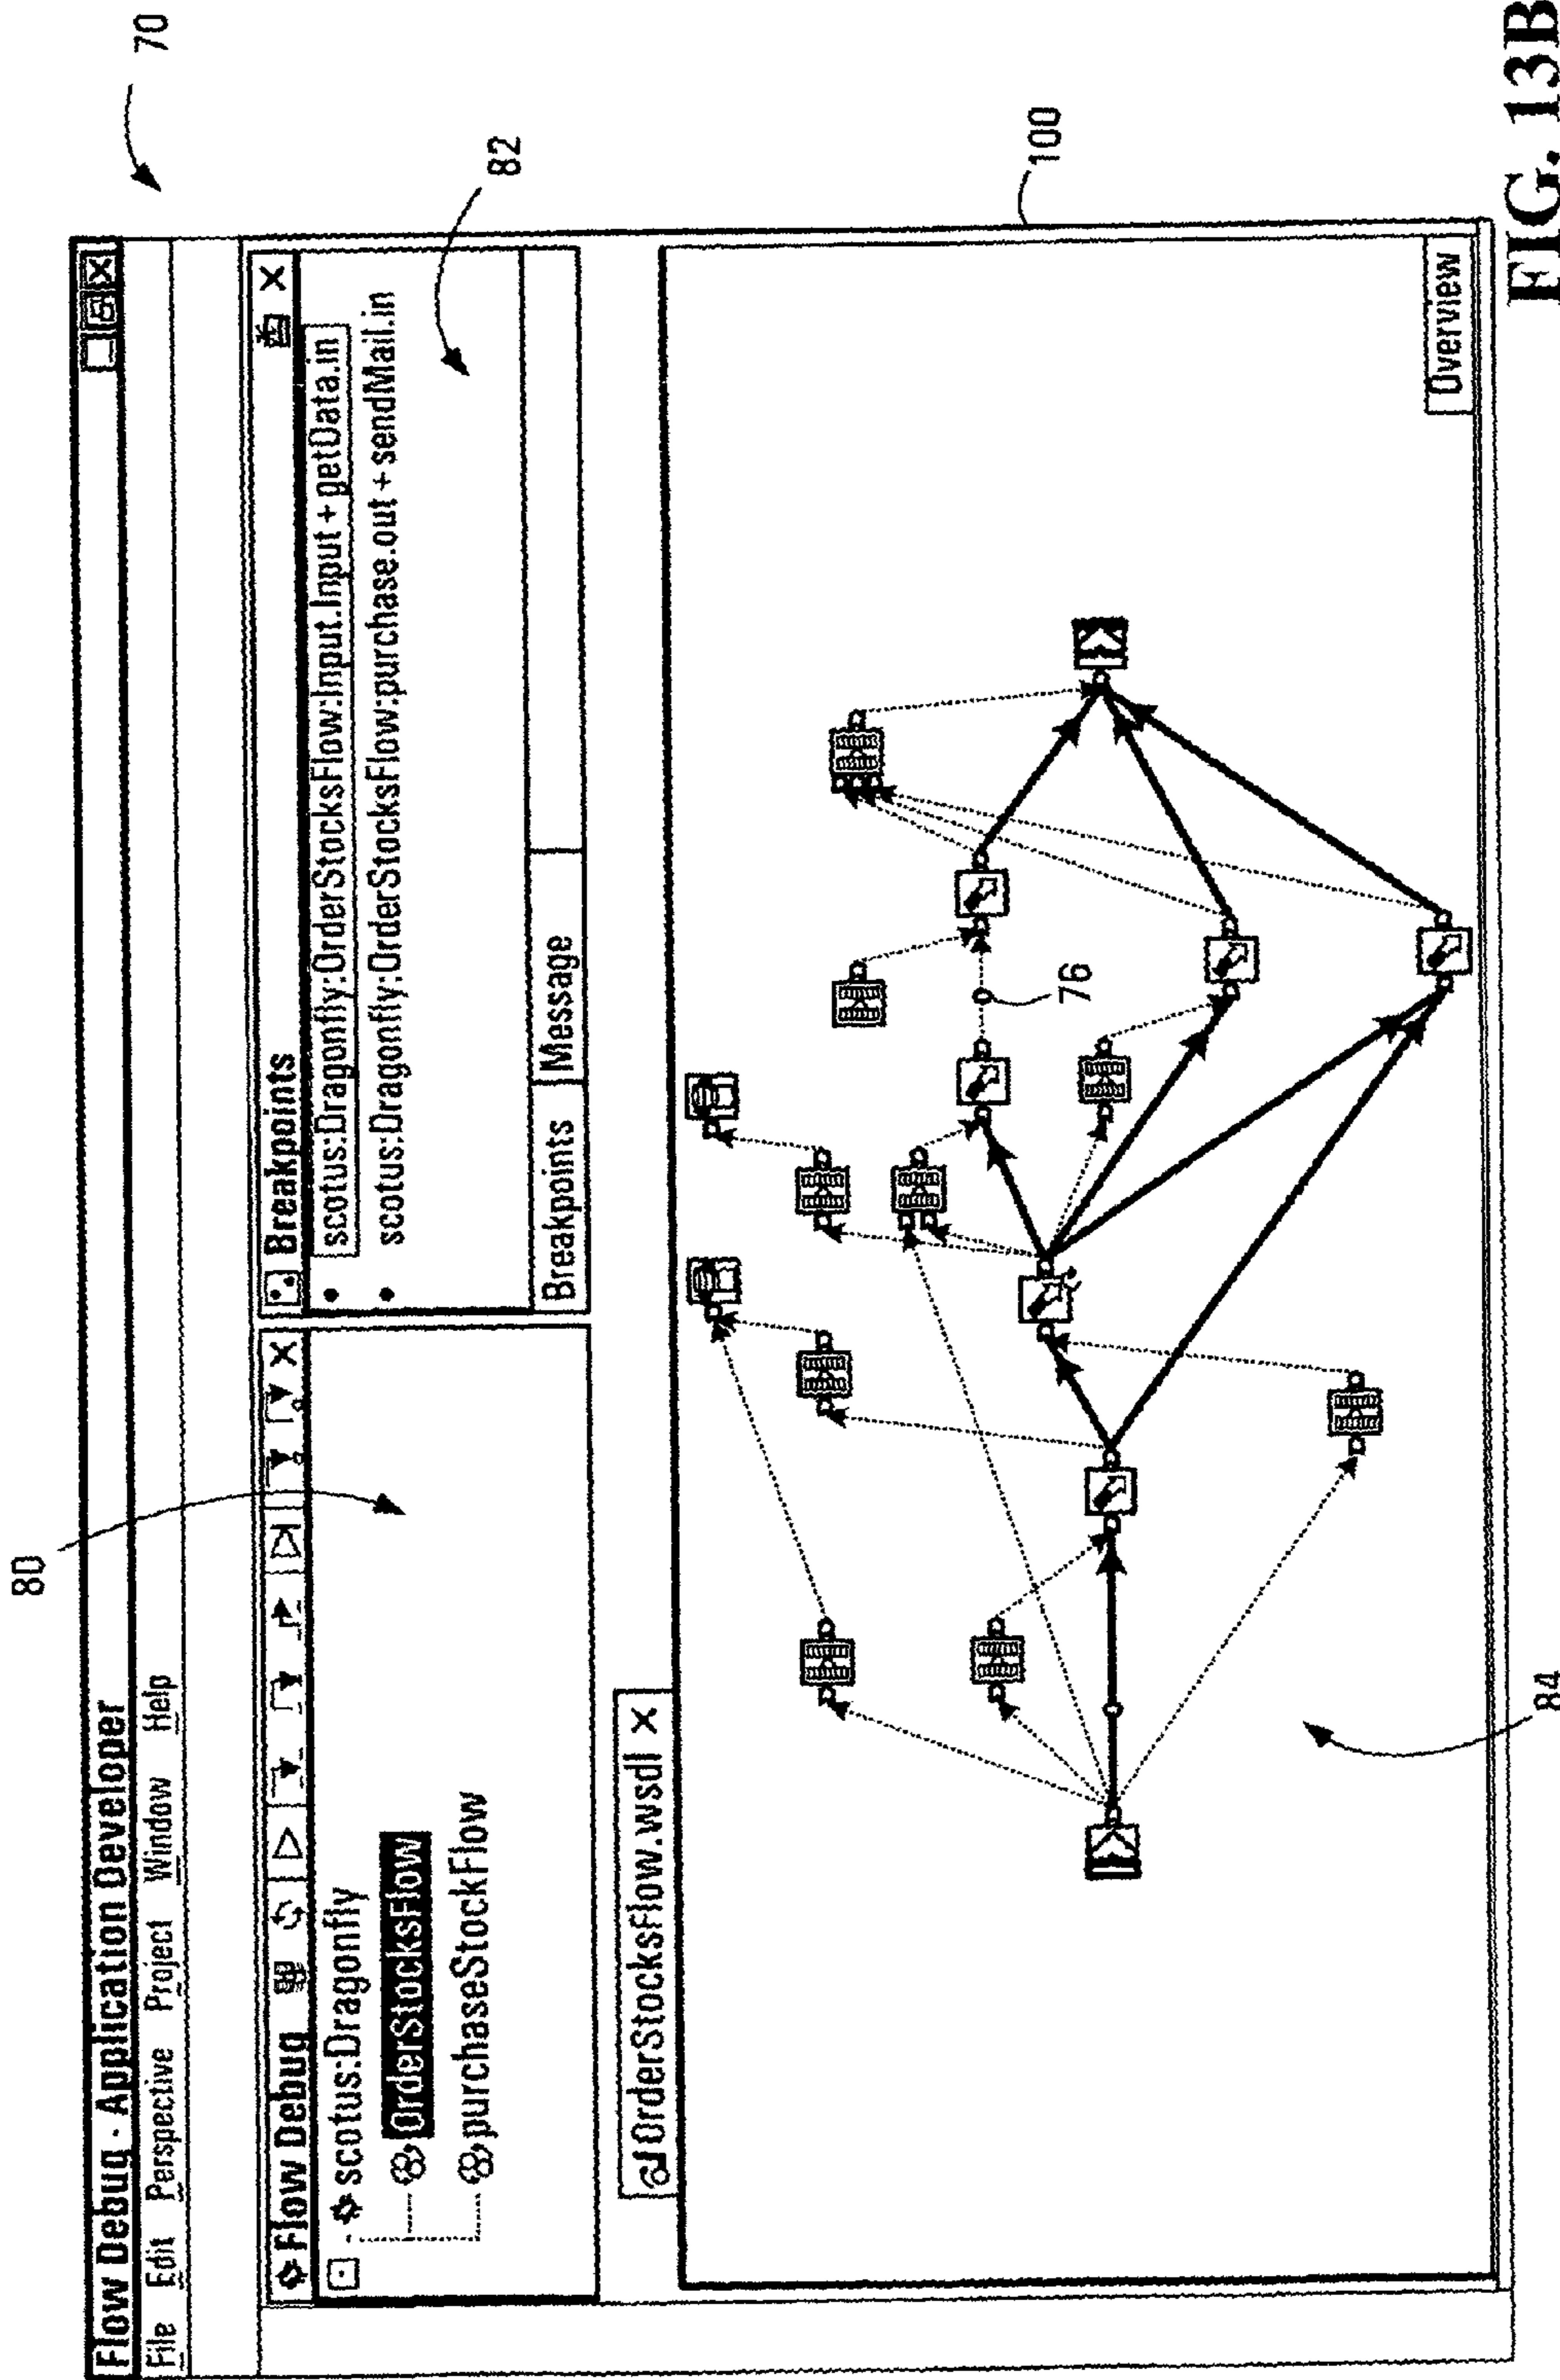 70
Flow Debug - Application Developer
File Edit Perspective Project Window Help
80
82
Flow Debug
scotus:Dragonfly
OrderStocksFlow
purchaseStockFlow
Breakpoints
scotus:Dragonfly:OrderStocksFlow:Input.Input + getData.in
scotus:Dragonfly:OrderStocksFlow:purchase.out + sendMail.in
Breakpoints Message
OrderStocksFlow.wsdl
100
76
84
Overview
FIG. 13B